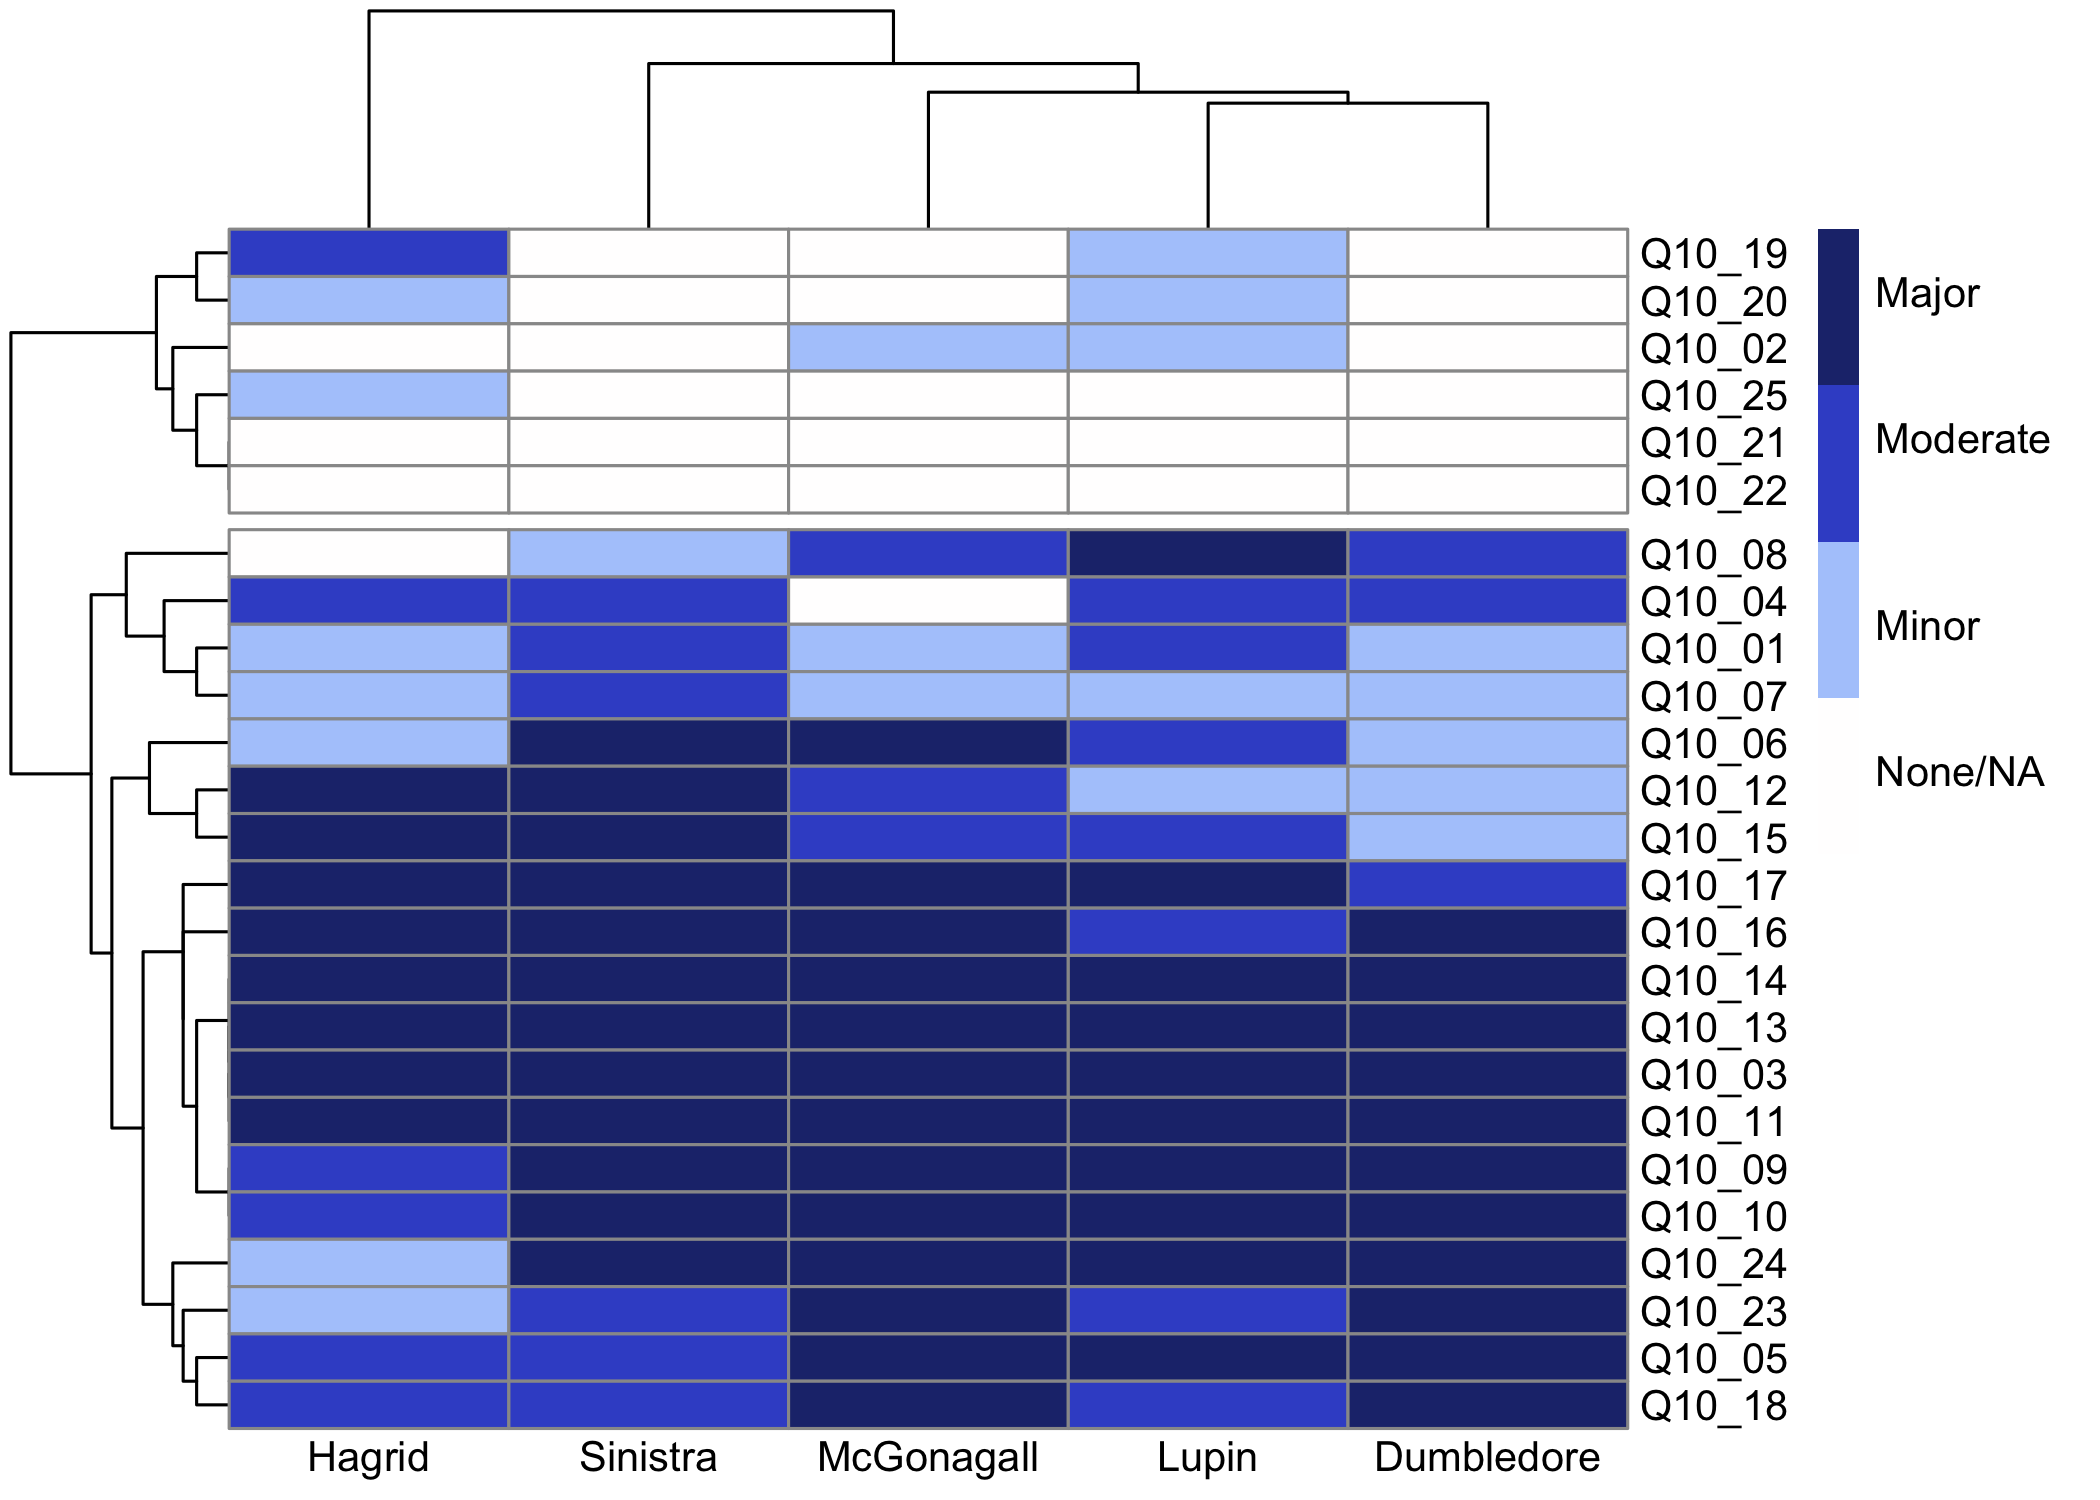 Q10_19
Q10_20
Q10_02
Q10_25
Q10_21
Q10_22
Q10_08
Q10_04
Q10_01
Q10_07
Q10_06
Q10_12
Q10_15
Q10_17
Q10_16
Q10_14
Q10_13
Q10_03
Q10_11
Q10_09
Q10_10
Q10_24
Q10_23
Q10_05
Q10_18
Major
Moderate
Minor
None/NA
Hagrid Sinistra McGonagall Lupin Dumbledore